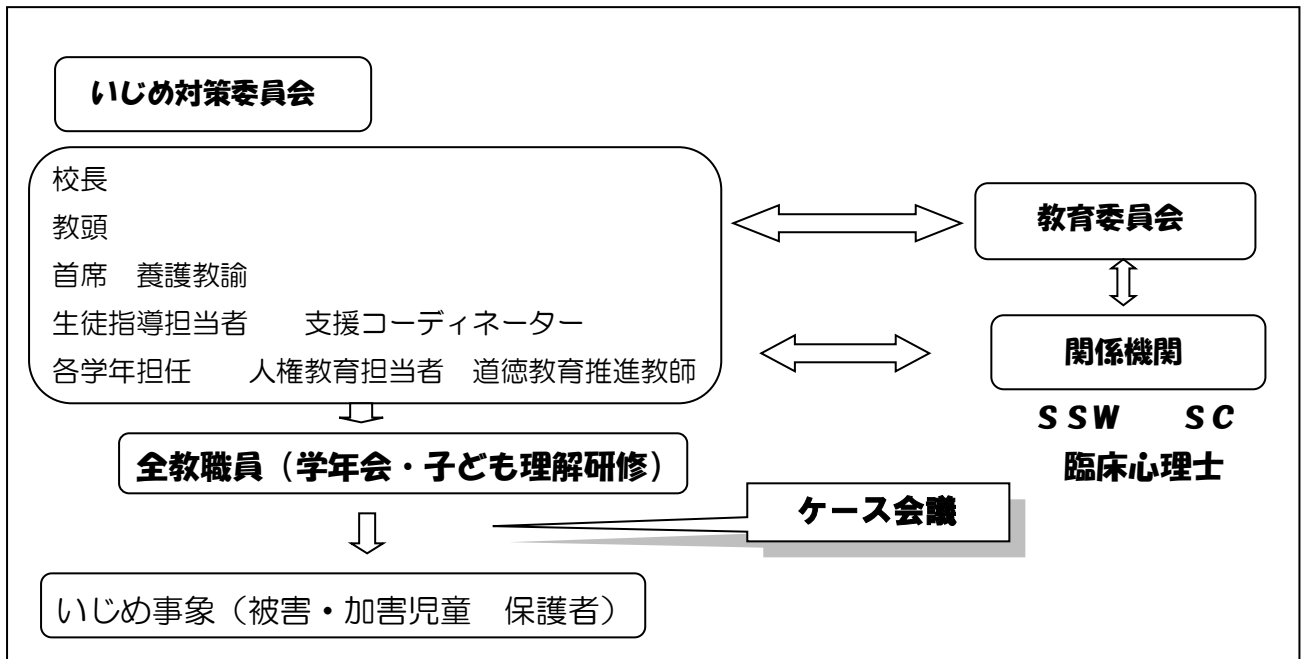 いじめ対策委員会
校長
教頭
首席　養護教諭
生徒指導担当者　　支援コーディネーター
各学年担任　　人権教育担当者　道徳教育推進教師
教育委員会
関係機関
ＳＳＷ　　ＳＣ
臨床心理士
全教職員（学年会・子ども理解研修）
ケース会議
いじめ事象（被害・加害児童　保護者）